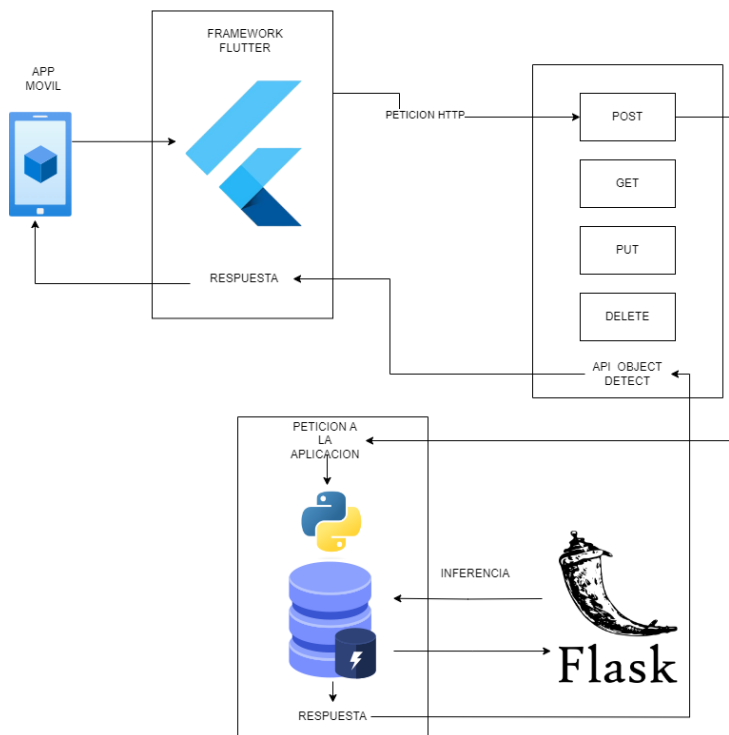 FRAMEWORK
FLUTTER
APP
MOVIL
PETICION HTTP
POST
GET
PUT
DELETE
RESPUESTA
API OBJECT
DETECT
PETICION A
LA
APLICACION
INFERENCIA
Flask
RESPUESTA